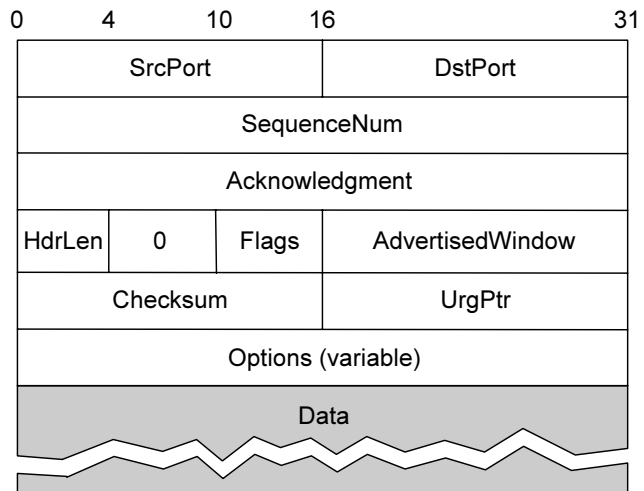 0 4 10 16 31
SrcPort DstPort
SequenceNum
Acknowledgment
HdrLen 0 Flags AdvertisedWindow
Checksum UrgPtr
Options (variable)
Data